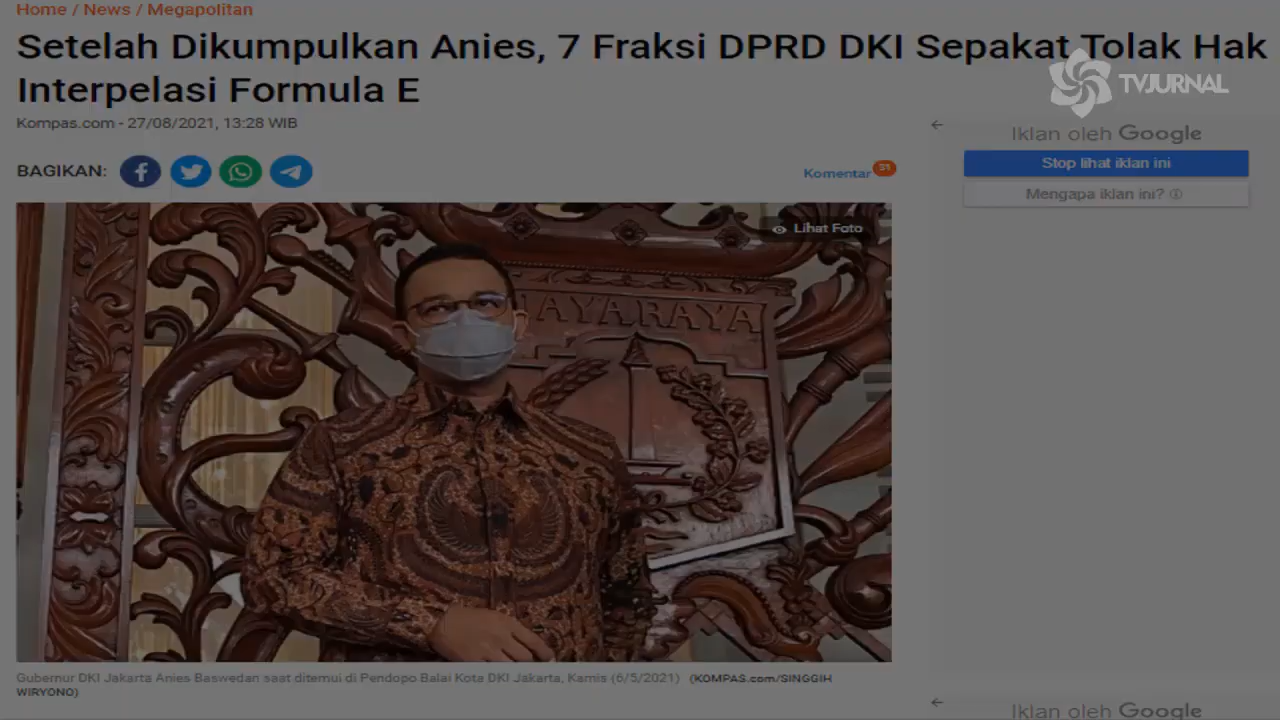 Home / News / Megapolitan
Setelah Dikumpulkan Anies, 7 Fraksi DPRD DKI Sepakat Tolak Hak
Interpelasi Formula E
TVJURNAL
Kompas.com - 27/08/2021, 13:28 WIB
Iklan oleh Google
BAGIKAN:
Komentar 51
Stop lihat iklan ini
Mengapa iklan ini?
Lihat Foto
JAYA RAYA
Gubernur DKI Jakarta Anies Baswedan saat ditemui di Pendopo Balai Kota DKI Jakarta, Kamis (6/5/2021) (KOMPAS.com/SINGGIH
WIRYONO)
Iklan oleh Google